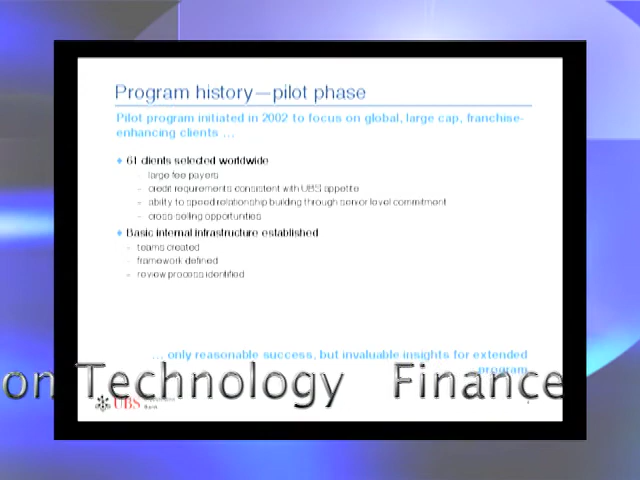 Program history—pilot phase
Pilot program initiated in 2002 to focus on global, large cap, franchise-
enhancing clients …
61 clients selected worldwide
– large fee payers
– credit requirements consistent with UBS appetite
– ability to speed relationship building through senior level commitment
– cross-selling opportunities
Basic internal infrastructure established
– teams created
– framework defined
– review process identified
… only reasonable success, but invaluable insights for extended
program
on Technology Finance
UBS Investment
Bank